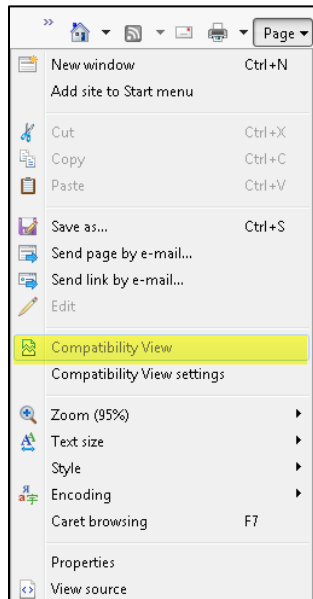 Page
New window Ctrl+N
Add site to Start menu
Cut Ctrl+X
Copy Ctrl+C
Paste Ctrl+V
Save as... Ctrl+S
Send page by e-mail...
Send link by e-mail...
Edit
Compatibility View
Compatibility View settings
Zoom (95%)
Text size
Style
Encoding
Caret browsing F7
Properties
View source